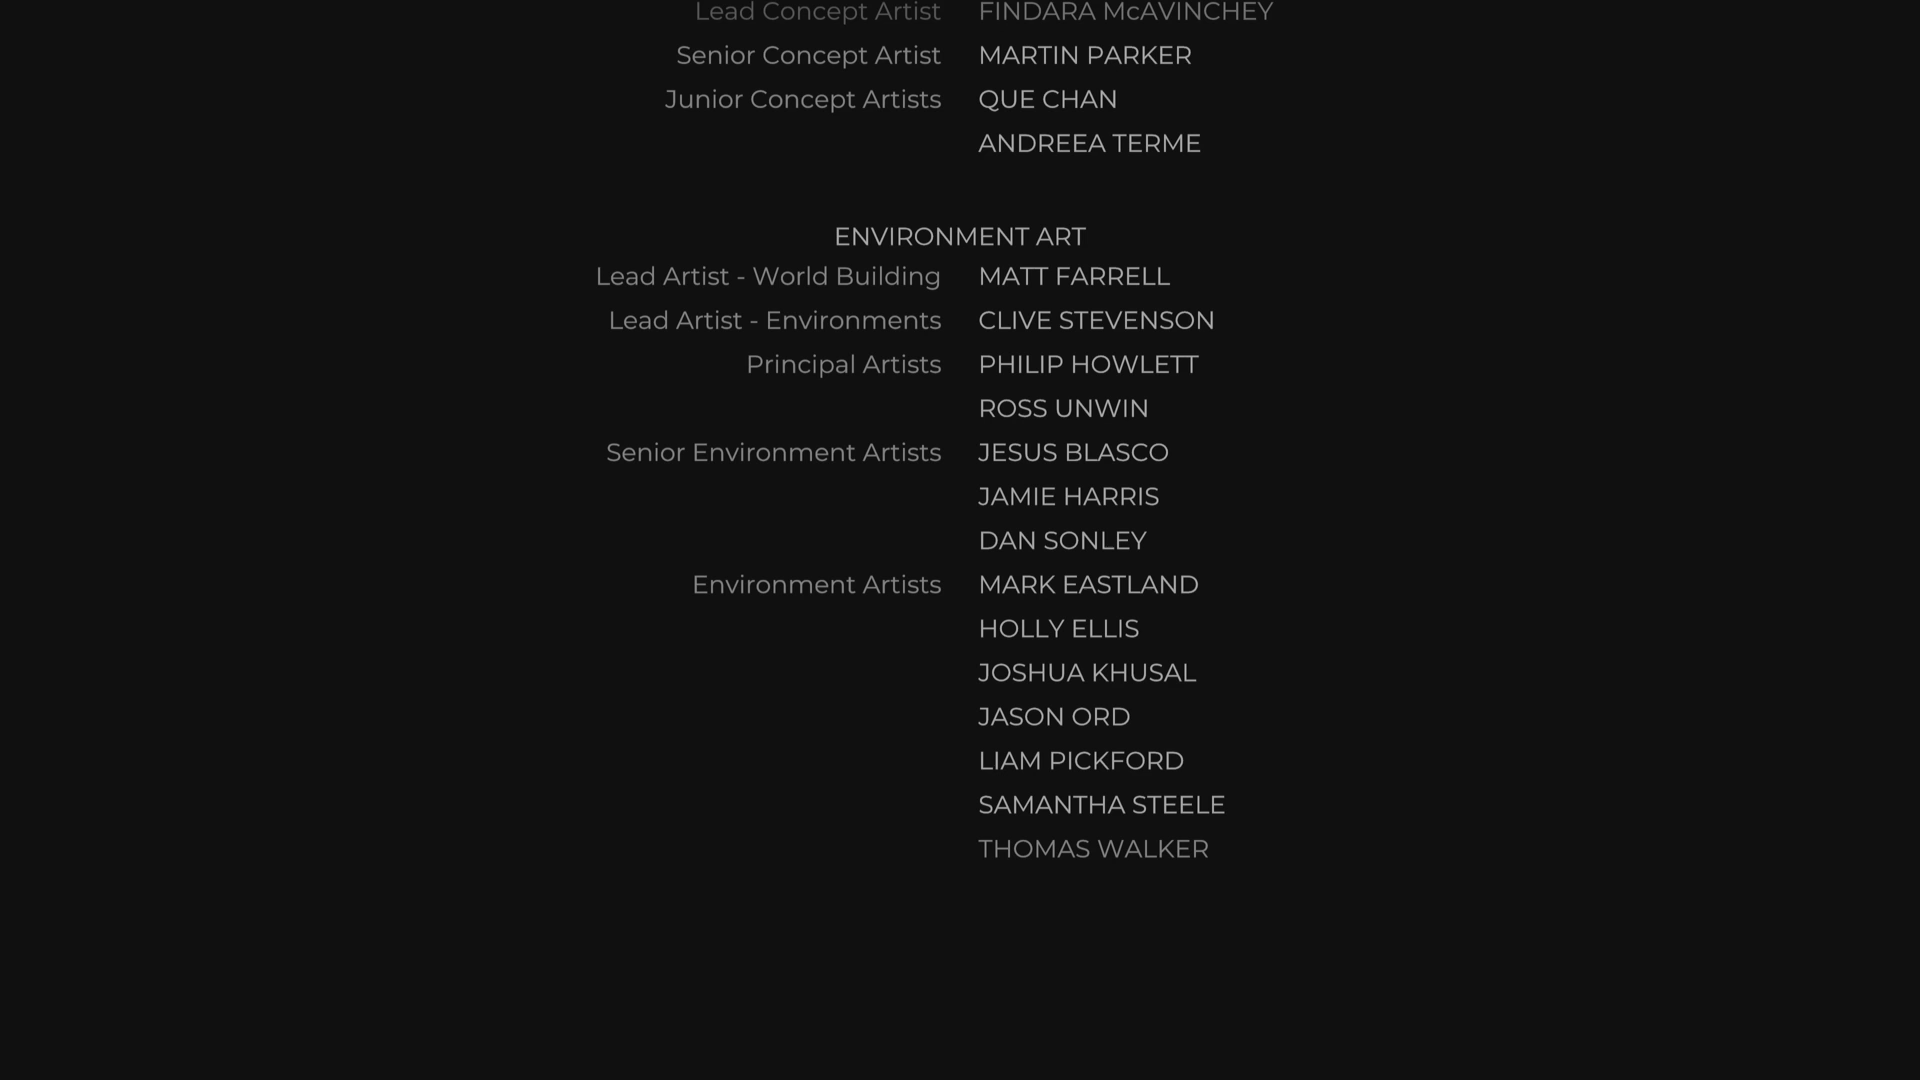 Lead Concept Artist FINDARA McAVINCHEY
Senior Concept Artist MARTIN PARKER
Junior Concept Artists QUE CHAN
ANDREEA TERME
ENVIRONMENT ART
Lead Artist - World Building MATT FARRELL
Lead Artist - Environments CLIVE STEVENSON
Principal Artists PHILIP HOWLETT
ROSS UNWIN
Senior Environment Artists JESUS BLASCO
JAMIE HARRIS
DAN SONLEY
Environment Artists MARK EASTLAND
HOLLY ELLIS
JOSHUA KHUSAL
JASON ORD
LIAM PICKFORD
SAMANTHA STEELE
THOMAS WALKER